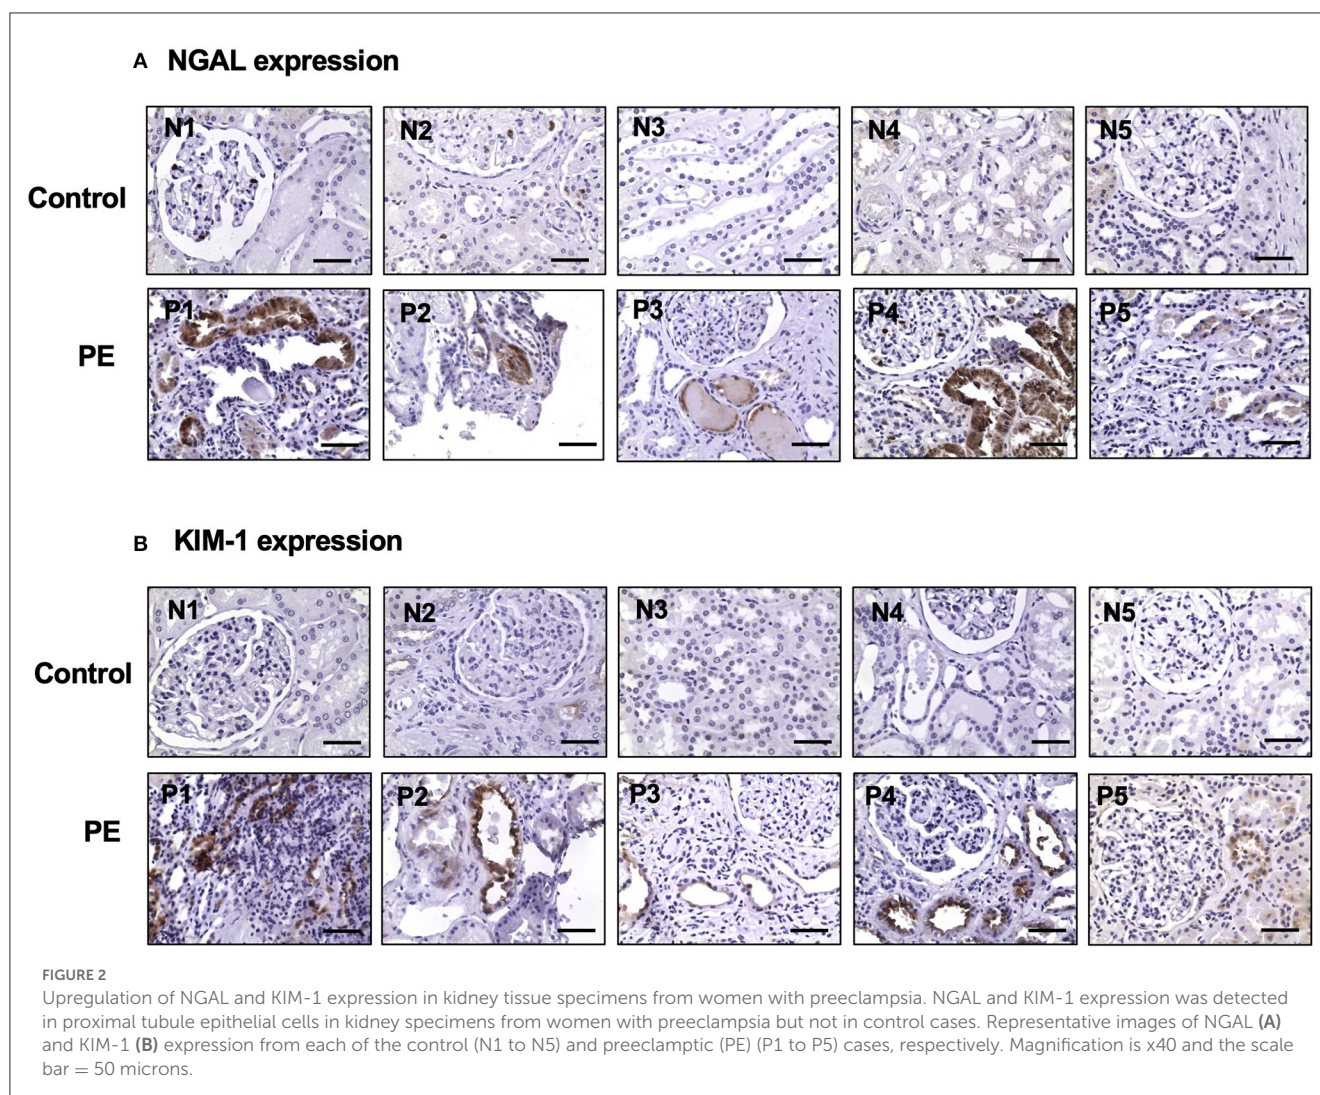 A NGAL expression
Control
N1 N2 N3 N4 N5
PE
P1 P2 P3 P4 P5
B KIM-1 expression
Control
N1 N2 N3 N4 N5
PE
P1 P2 P3 P4 P5
FIGURE 2
Upregulation of NGAL and KIM-1 expression in kidney tissue specimens from women with preeclampsia. NGAL and KIM-1 expression was detected
in proximal tubule epithelial cells in kidney specimens from women with preeclampsia but not in control cases. Representative images of NGAL (A)
and KIM-1 (B) expression from each of the control (N1 to N5) and preeclamptic (PE) (P1 to P5) cases, respectively. Magnification is x40 and the scale
bar = 50 microns.